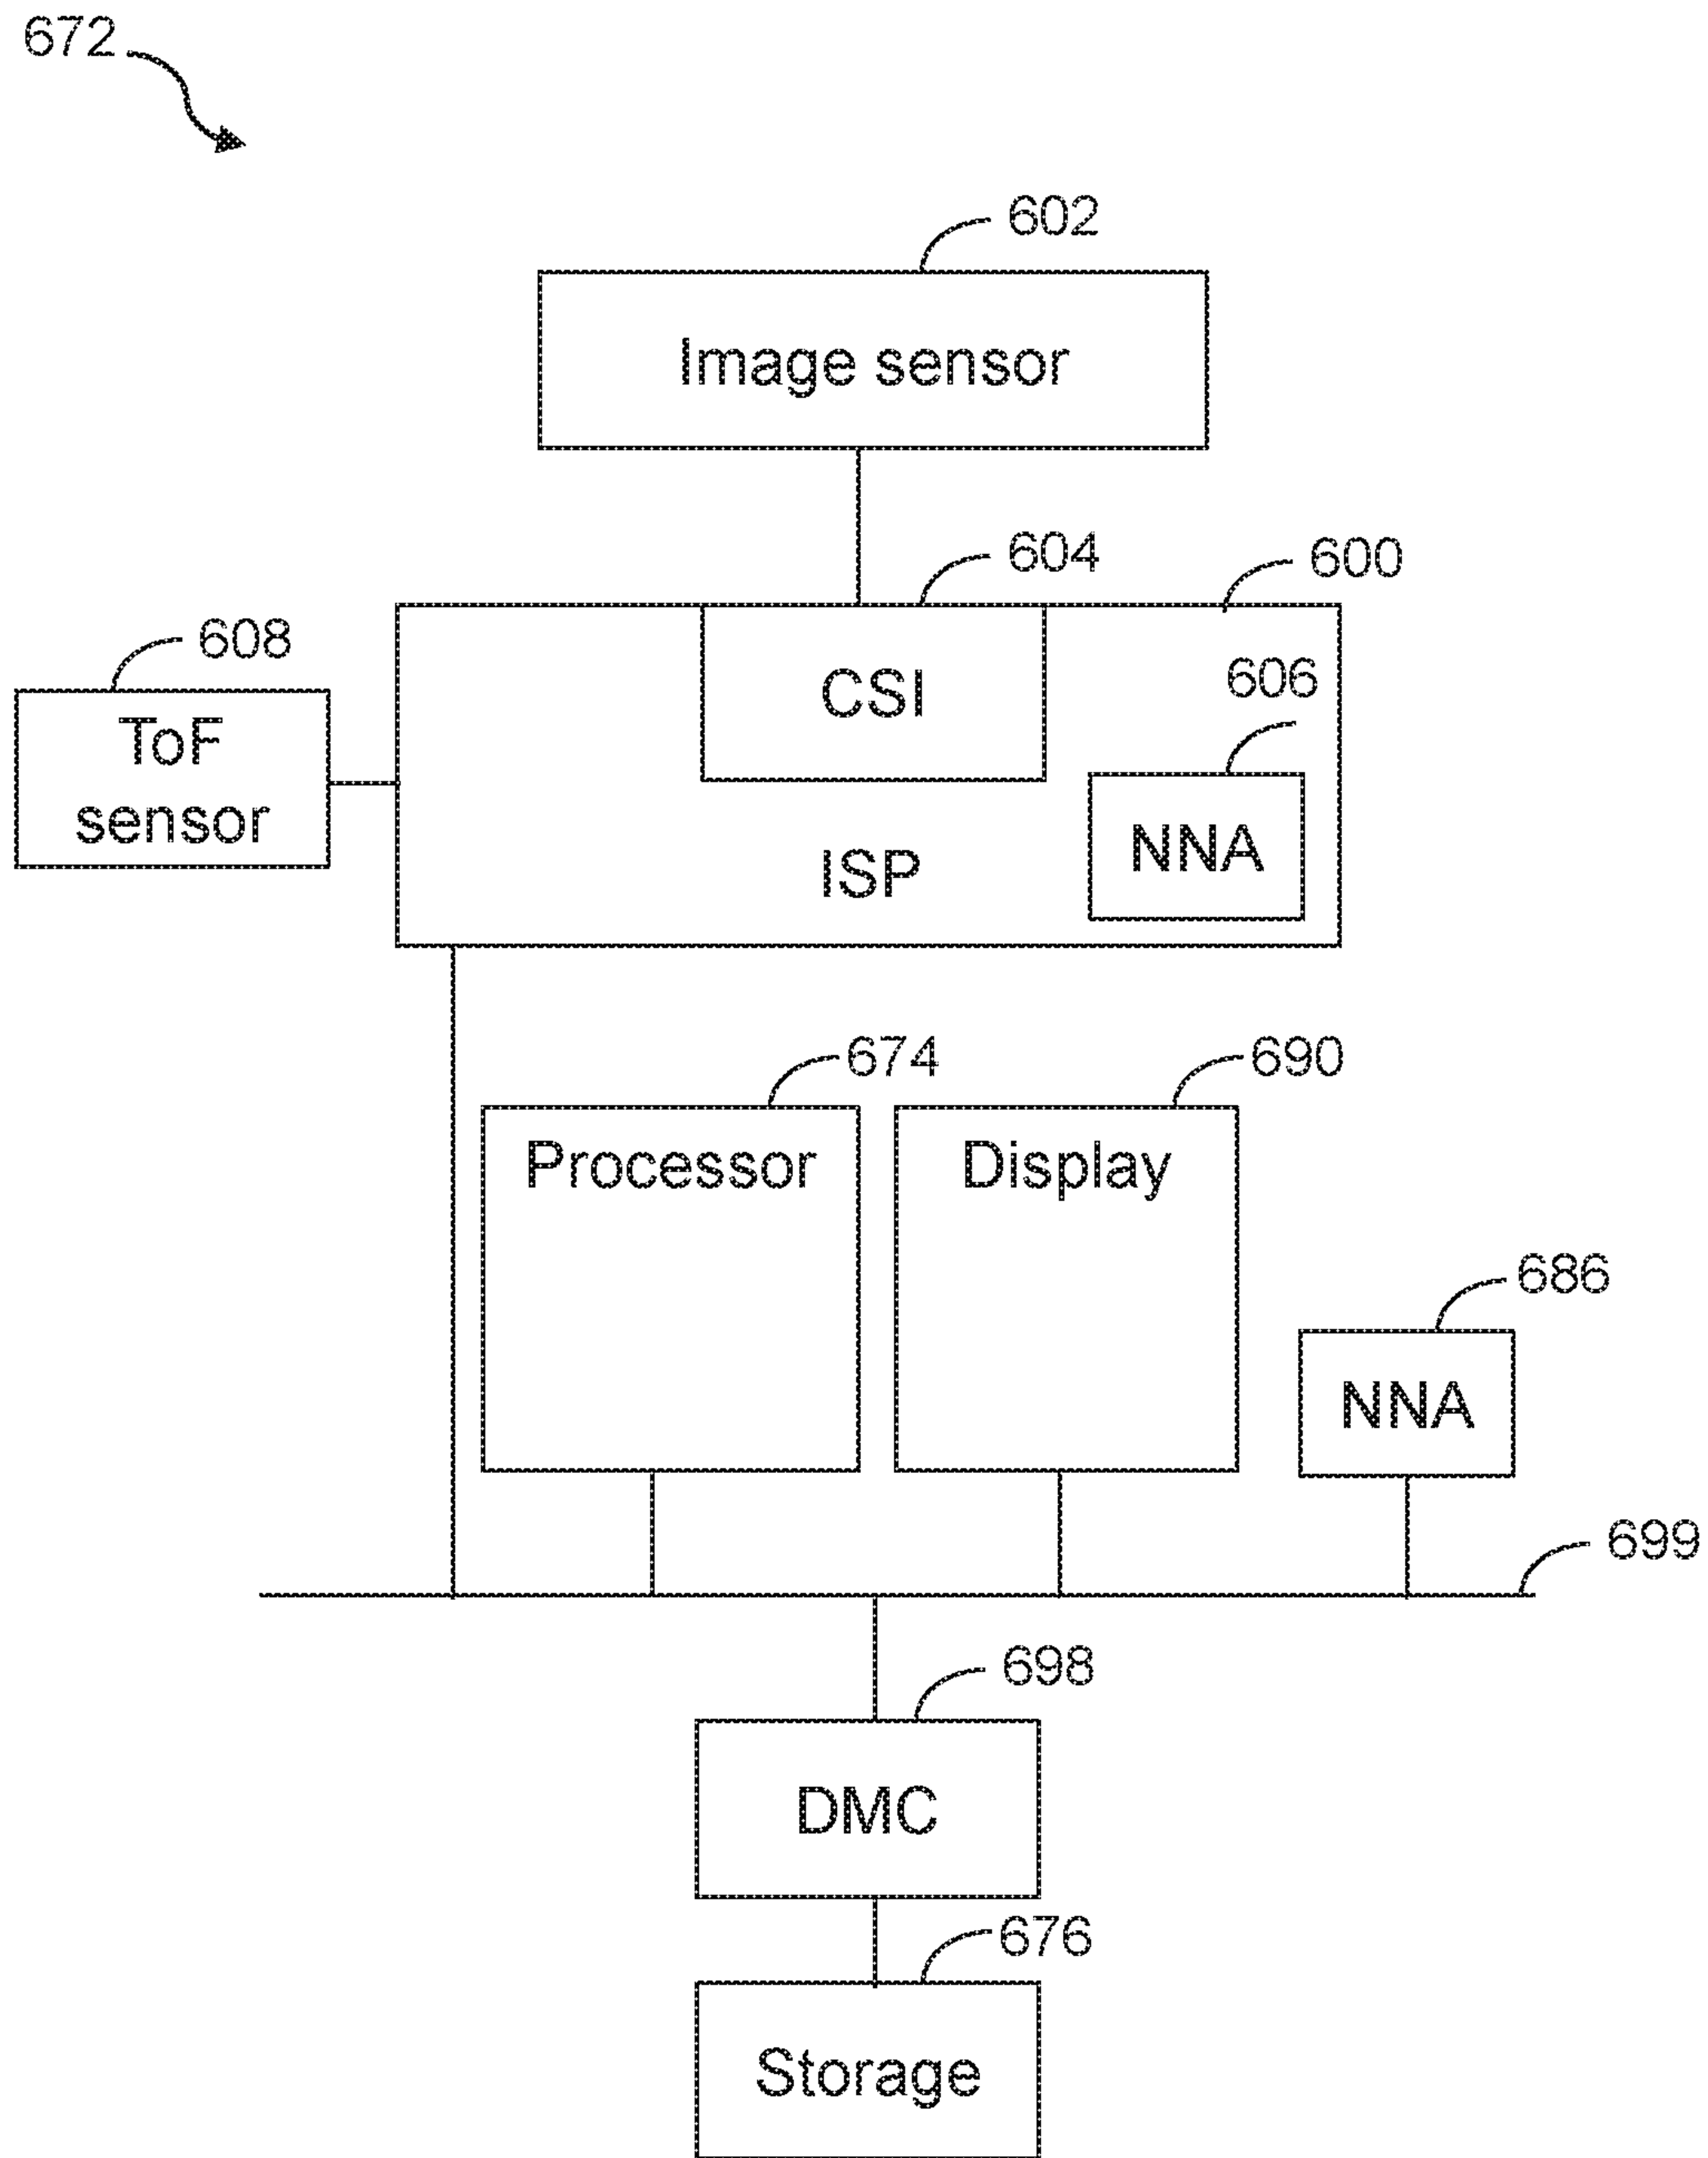 672
602
Image sensor
604
600
608
606
ToF
sensor
CSI
NNA
ISP
674
690
Processor
Display
686
NNA
699
698
DMC
676
Storage